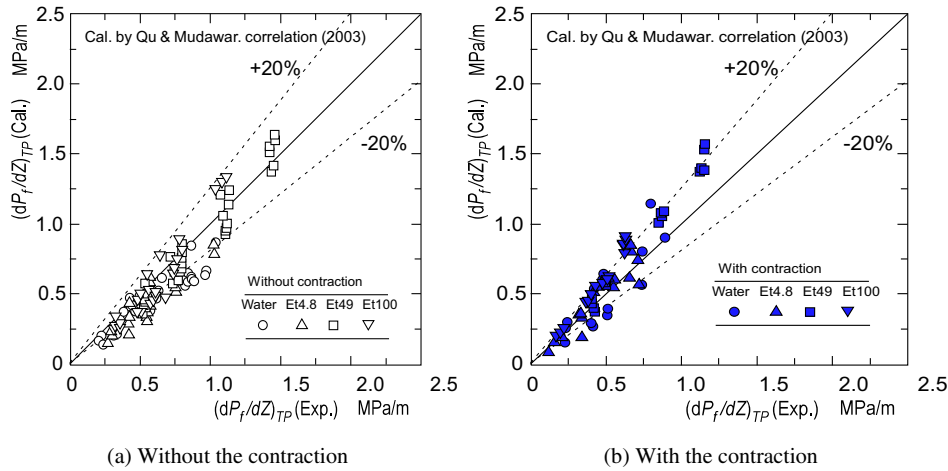 2.5
MPa/m
2.0
1.5
(dPf/dZ)TP (Cal.)
1.0
0.5
0
Cal. by Qu & Mudawar. correlation (2003)
+20%
-20%
Without contraction
Water Et4.8 Et49 Et100
0 0.5 1.0 1.5 2.0 2.5
(dPf/dZ)TP (Exp.) MPa/m
(a) Without the contraction
2.5
MPa/m
2.0
1.5
(dPf/dZ)TP (Cal.)
1.0
0.5
0
Cal. by Qu & Mudawar. correlation (2003)
+20%
-20%
With contraction
Water Et4.8 Et49 Et100
0 0.5 1.0 1.5 2.0 2.5
(dPf/dZ)TP (Exp.) MPa/m
(b) With the contraction